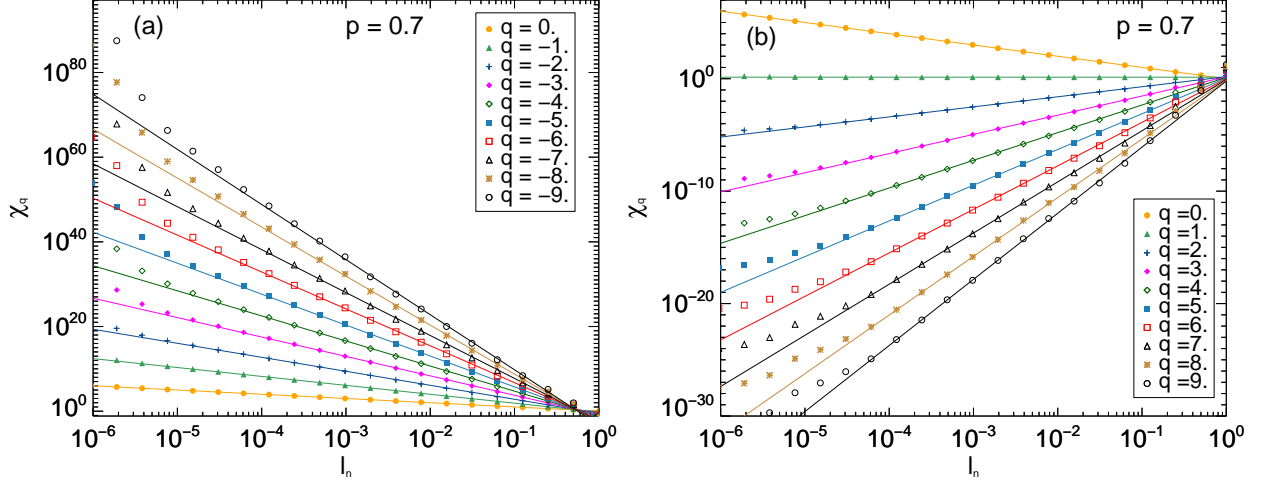 (a)
p = 0.7
q = 0.
q = −1.
q = −2.
q = −3.
q = −4.
q = −5.
q = −6.
q = −7.
q = −8.
q = −9.
10^80
10^60
10^40
10^20
10^0
χ_q
10^−6
10^−5
10^−4
10^−3
10^−2
10^−1
10^0
l_n
(b)
p = 0.7
q =0.
q =1.
q =2.
q =3.
q =4.
q =5.
q =6.
q =7.
q =8.
q =9.
10^0
10^−10
10^−20
10^−30
χ_q
10^−6
10^−5
10^−4
10^−3
10^−2
10^−1
10^0
l_n